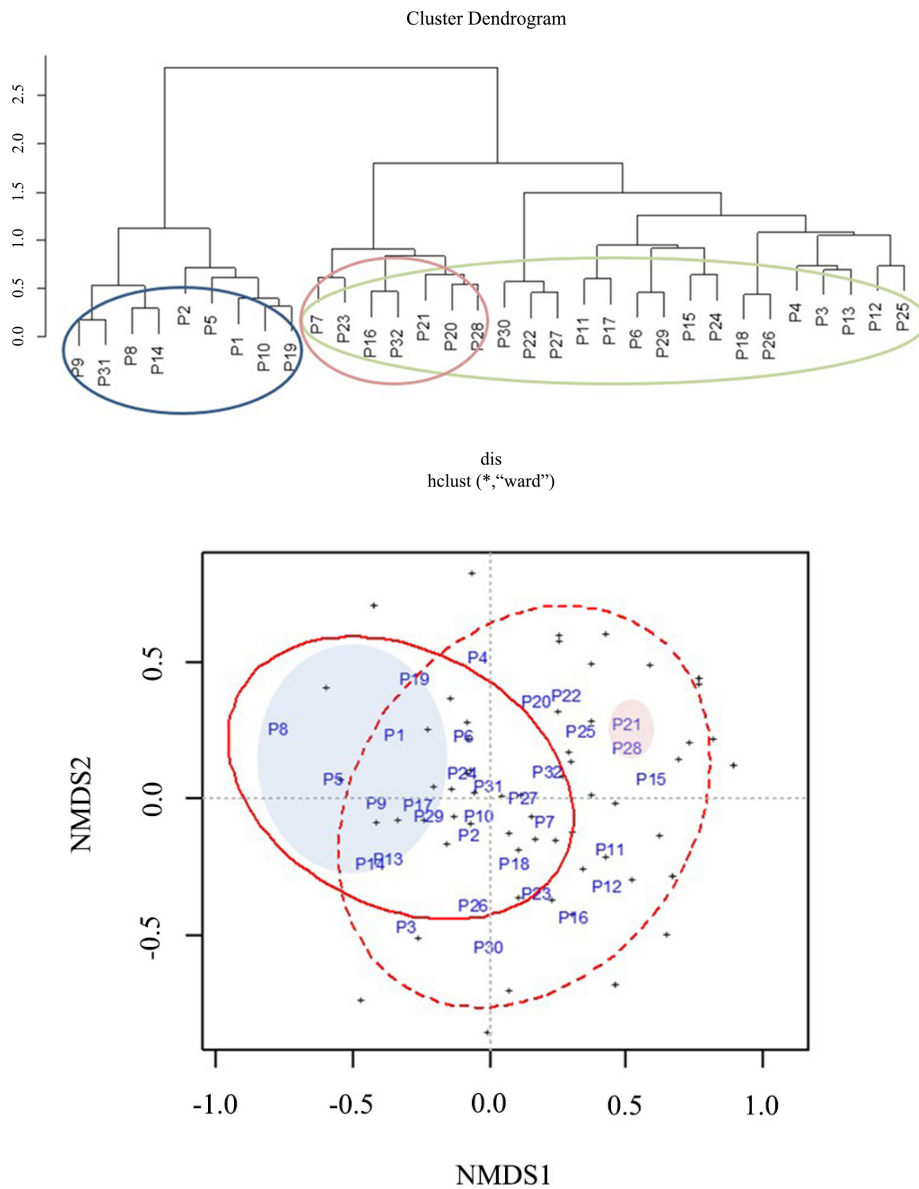 Cluster Dendrogram
2.5
2.0
1.5
1.0
0.5
0.0
P9
P31
P8
P14
P2
P5
P1
P10
P19
P7
P23
P16
P32
P21
P20
P28
P30
P22
P27
P11
P17
P6
P29
P15
P24
P18
P26
P4
P3
P13
P12
P25
dis
hclust (*,“ward”)
NMDS2
0.5
0.0
-0.5
P4
P19
P20
P22
P8
P1
P6
P25
P21
P28
P5
P24
P31
P32
P15
P9
P17
P29
P10
P27
P2
P7
P14
P13
P18
P11
P12
P26
P23
P16
P3
P30
-1.0
-0.5
0.0
0.5
1.0
NMDS1